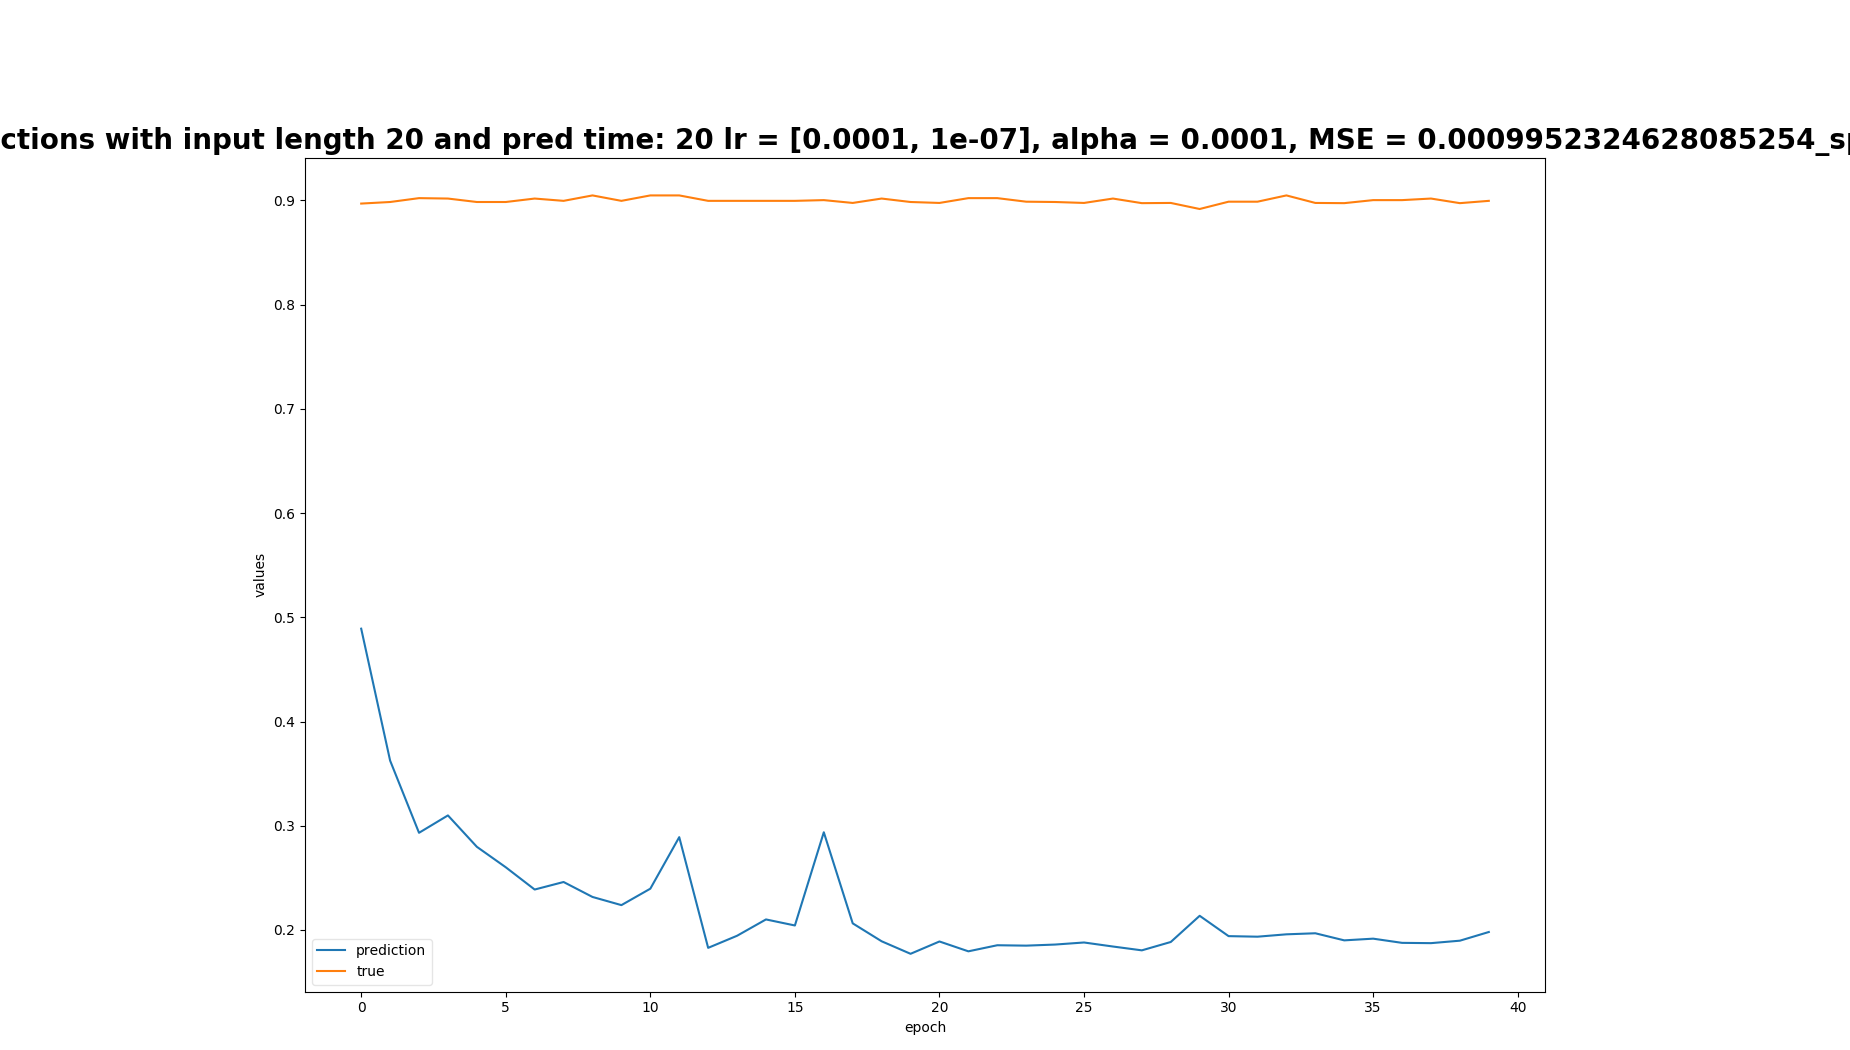 ctions with input length 20 and pred time: 20 lr = [0.0001, 1e-07], alpha = 0.0001, MSE = 0.0009952324628085254_sp
0.9
0.8
0.7
0.6
0.5
0.4
0.3
0.2
values
prediction
true
0 5 10 15 20 25 30 35 40
epoch